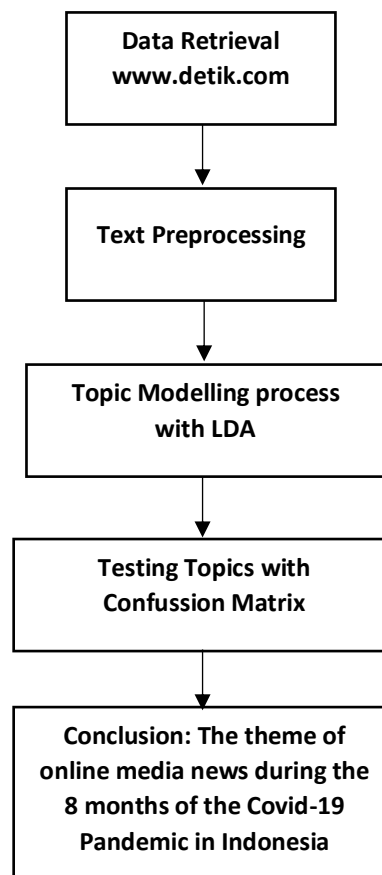 Data Retrieval
www.detik.com
Text Preprocessing
Topic Modelling process
with LDA
Testing Topics with
Confussion Matrix
Conclusion: The theme of
online media news during the
8 months of the Covid-19
Pandemic in Indonesia